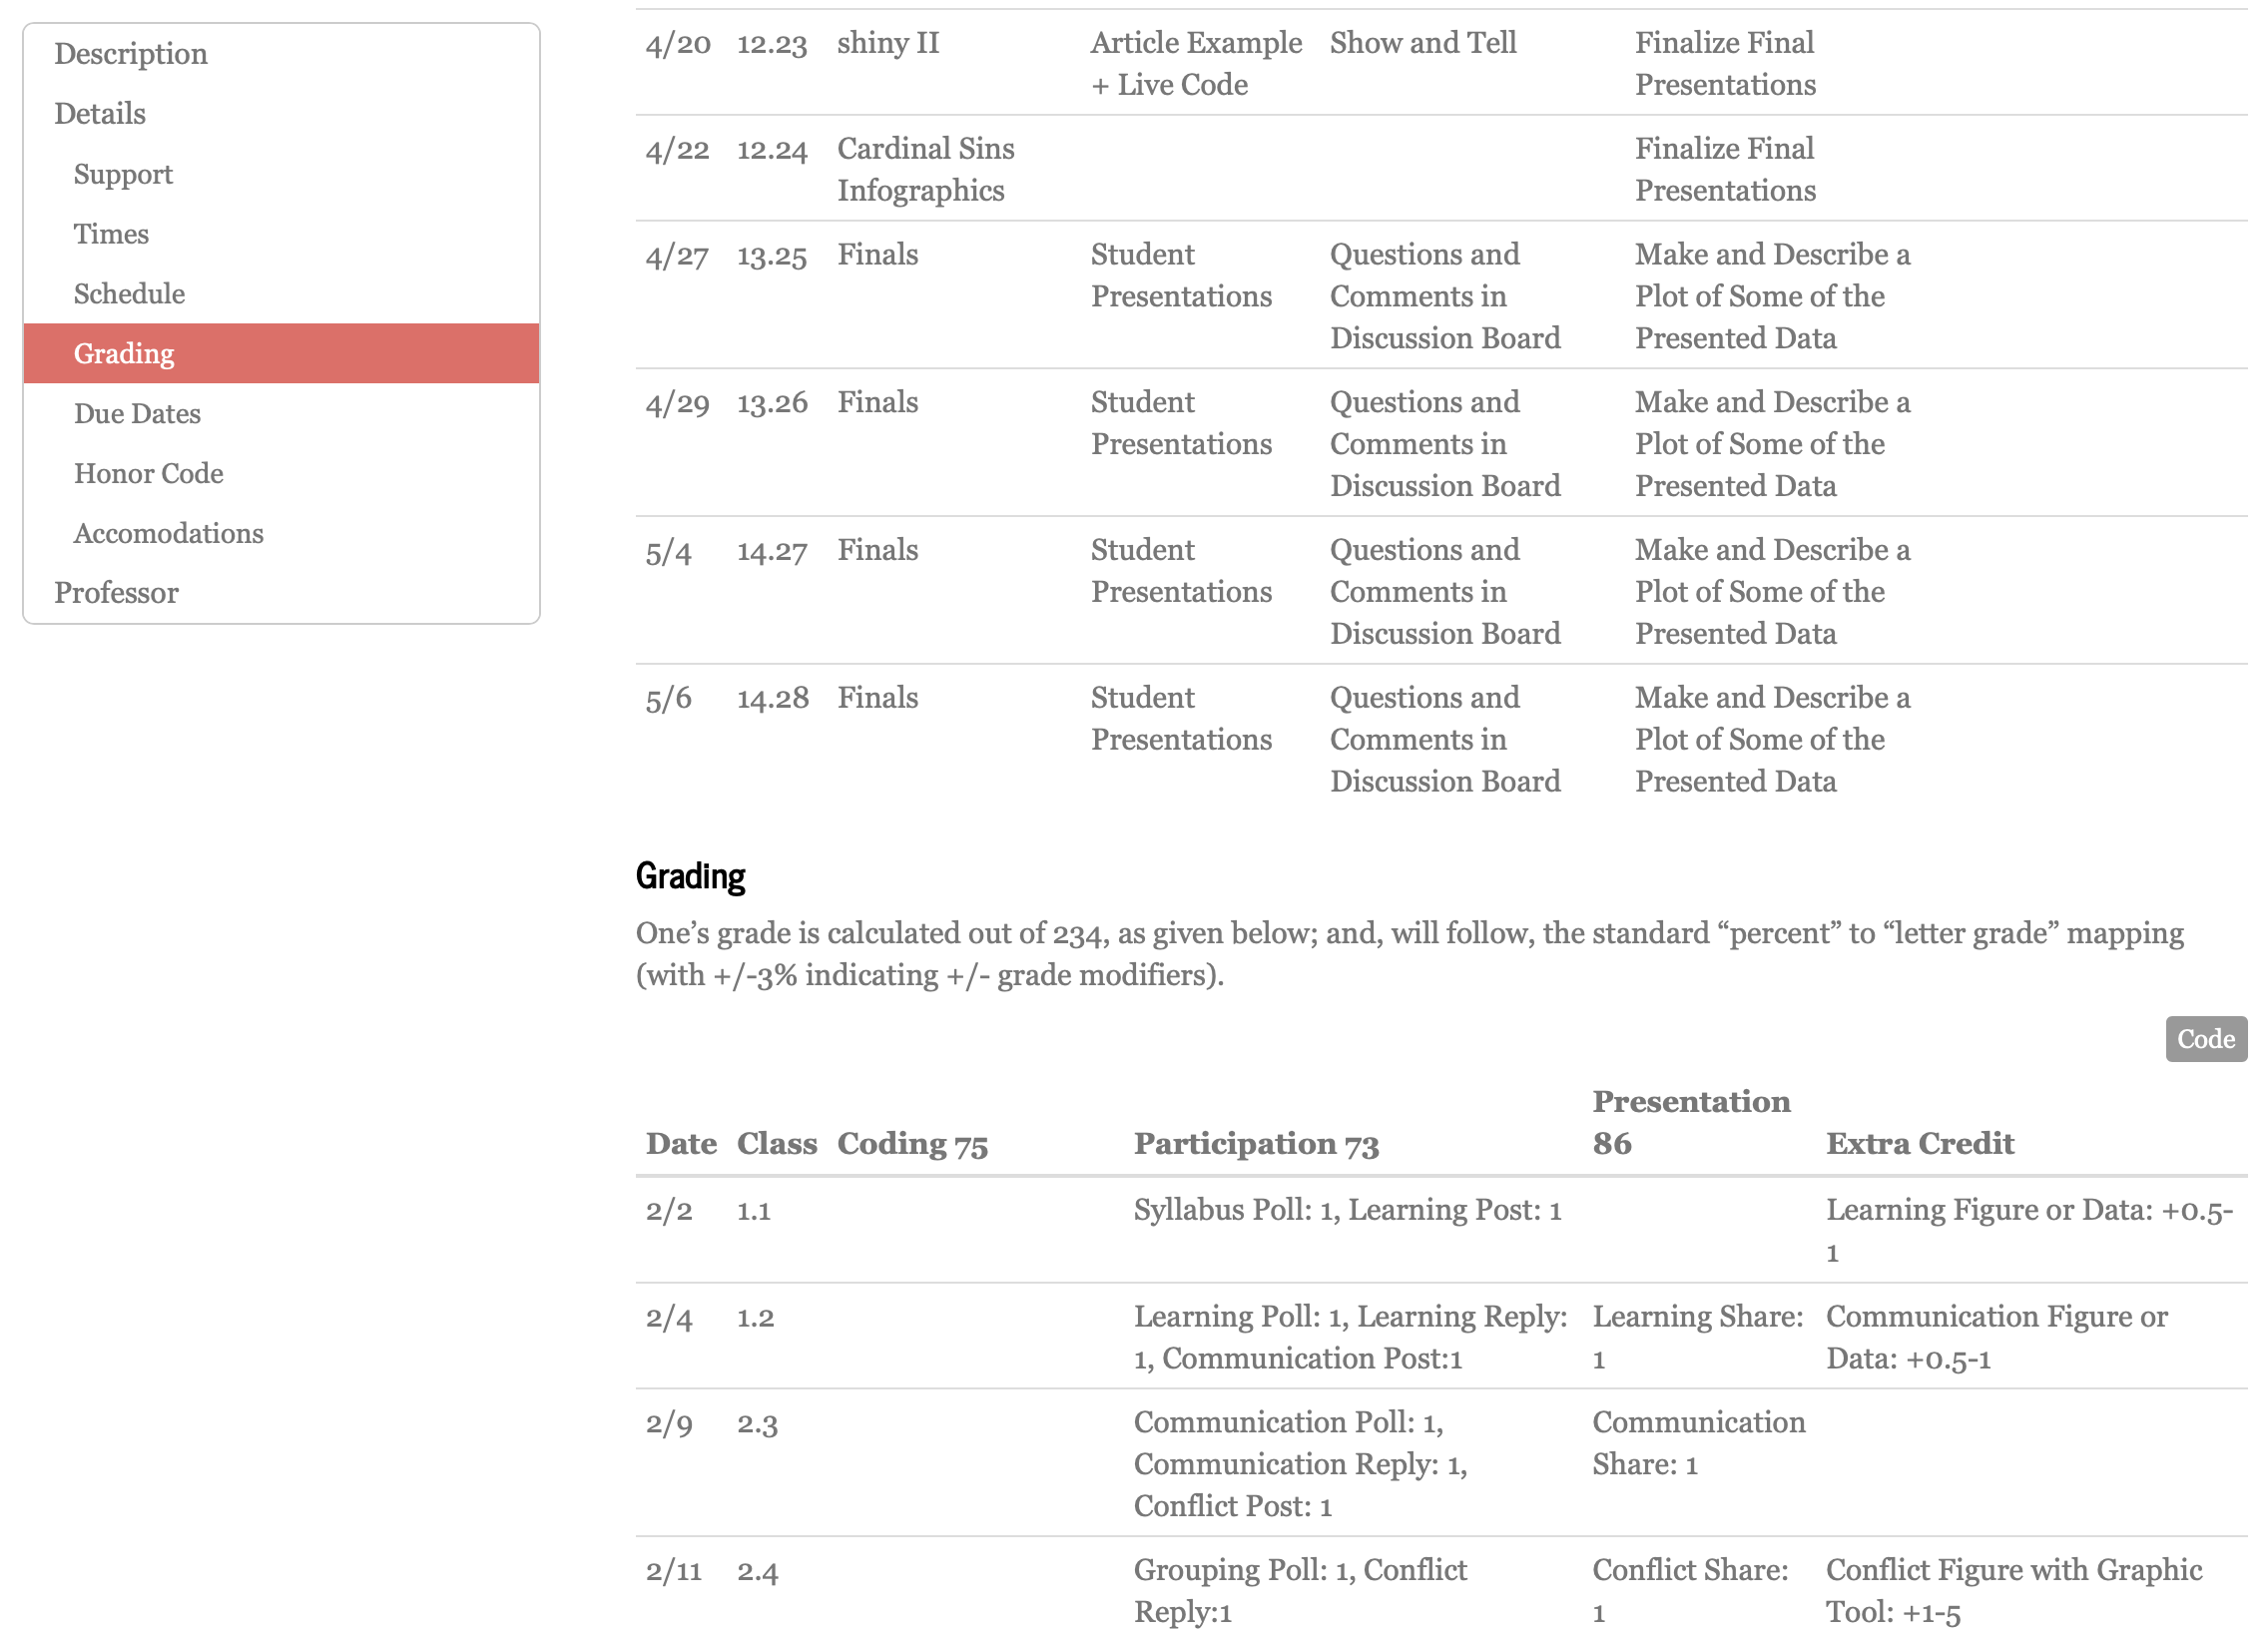 Description
Details
Support
Times
Schedule
Grading
Due Dates
Honor Code
Accomodations
Professor
4/20 12.23 shiny II Article Example Show and Tell Finalize Final
+ Live Code Presentations
4/22 12.24 Cardinal Sins Finalize Final
Infographics Presentations
4/27 13.25 Finals Student Questions and Make and Describe a
Presentations Comments in Plot of Some of the
Discussion Board Presented Data
4/29 13.26 Finals Student Questions and Make and Describe a
Presentations Comments in Plot of Some of the
Discussion Board Presented Data
5/4 14.27 Finals Student Questions and Make and Describe a
Presentations Comments in Plot of Some of the
Discussion Board Presented Data
5/6 14.28 Finals Student Questions and Make and Describe a
Presentations Comments in Plot of Some of the
Discussion Board Presented Data
Grading
One’s grade is calculated out of 234, as given below; and, will follow, the standard “percent” to “letter grade” mapping
(with +/-3% indicating +/- grade modifiers).
Code
Presentation
Date Class Coding 75 Participation 73 86 Extra Credit
2/2 1.1 Syllabus Poll: 1, Learning Post: 1 Learning Figure or Data: +0.5-
1
2/4 1.2 Learning Poll: 1, Learning Reply: Learning Share: Communication Figure or
1, Communication Post:1 1 Data: +0.5-1
2/9 2.3 Communication Poll: 1, Communication
Communication Reply: 1, Share: 1
Conflict Post: 1
2/11 2.4 Grouping Poll: 1, Conflict Conflict Share: Conflict Figure with Graphic
Reply:1 1 Tool: +1-5